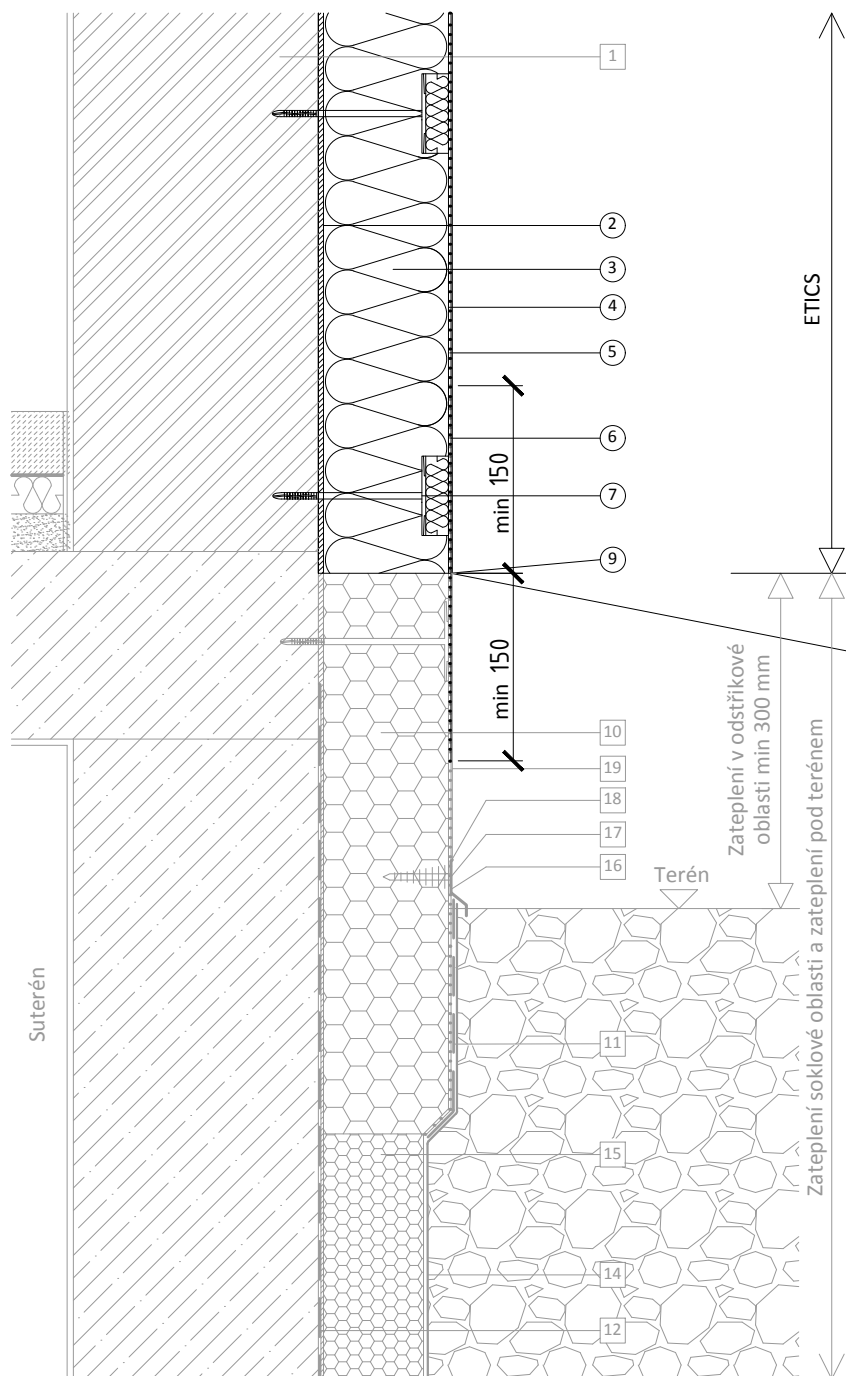 1
2
3
4
5
6
7
9
ETICS
min 150
min 150
10
19
18
17
16
Zateplení v odstřikové
oblasti min 300 mm
Zateplení soklové oblasti a zateplení pod terénem
Terén
Suterén
11
15
14
12